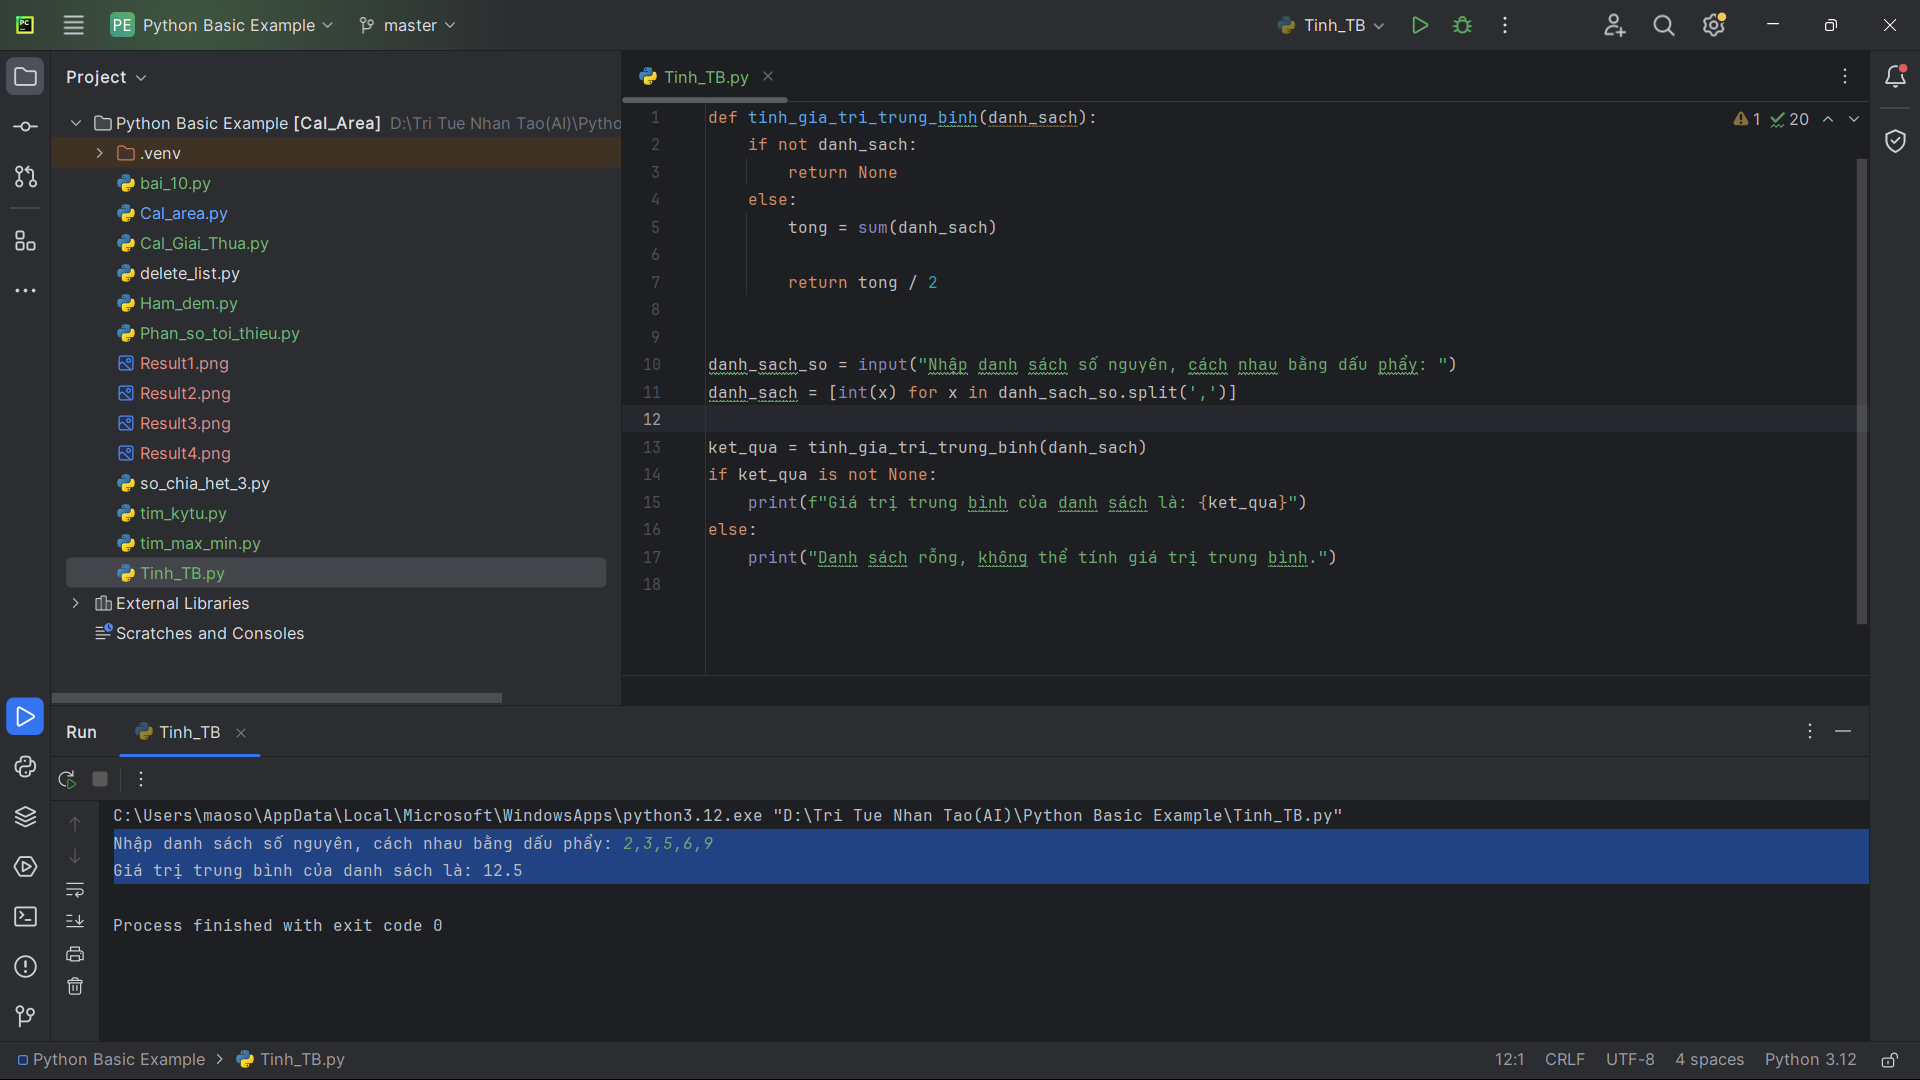 PE Python Basic Example master Tinh_TB
Project
Tinh_TB.py
Python Basic Example [Cal_Area] D:\Tri Tue Nhan Tao(AI)\Pytho
.venv
bai_10.py
Cal_area.py
Cal_Giai_Thua.py
delete_list.py
Ham_dem.py
Phan_so_toi_thieu.py
Result1.png
Result2.png
Result3.png
Result4.png
so_chia_het_3.py
tim_kytu.py
tim_max_min.py
Tinh_TB.py
External Libraries
Scratches and Consoles
1 def tinh_gia_tri_trung_binh(danh_sach): 1 20
2 if not danh_sach:
3 return None
4 else:
5 tong = sum(danh_sach)
6
7 return tong / 2
8
9
10 danh_sach_so = input("Nhập danh sách số nguyên, cách nhau bằng dấu phẩy: ")
11 danh_sach = [int(x) for x in danh_sach_so.split(',')]
12
13 ket_qua = tinh_gia_tri_trung_binh(danh_sach)
14 if ket_qua is not None:
15 print(f"Giá trị trung bình của danh sách là: {ket_qua}")
16 else:
17 print("Danh sách rỗng, không thể tính giá trị trung bình.")
18
Run Tinh_TB
C:\Users\maoso\AppData\Local\Microsoft\WindowsApps\python3.12.exe "D:\Tri Tue Nhan Tao(AI)\Python Basic Example\Tinh_TB.py"
Nhập danh sách số nguyên, cách nhau bằng dấu phẩy: 2,3,5,6,9
Giá trị trung bình của danh sách là: 12.5
Process finished with exit code 0
Python Basic Example > Tinh_TB.py 12:1 CRLF UTF-8 4 spaces Python 3.12